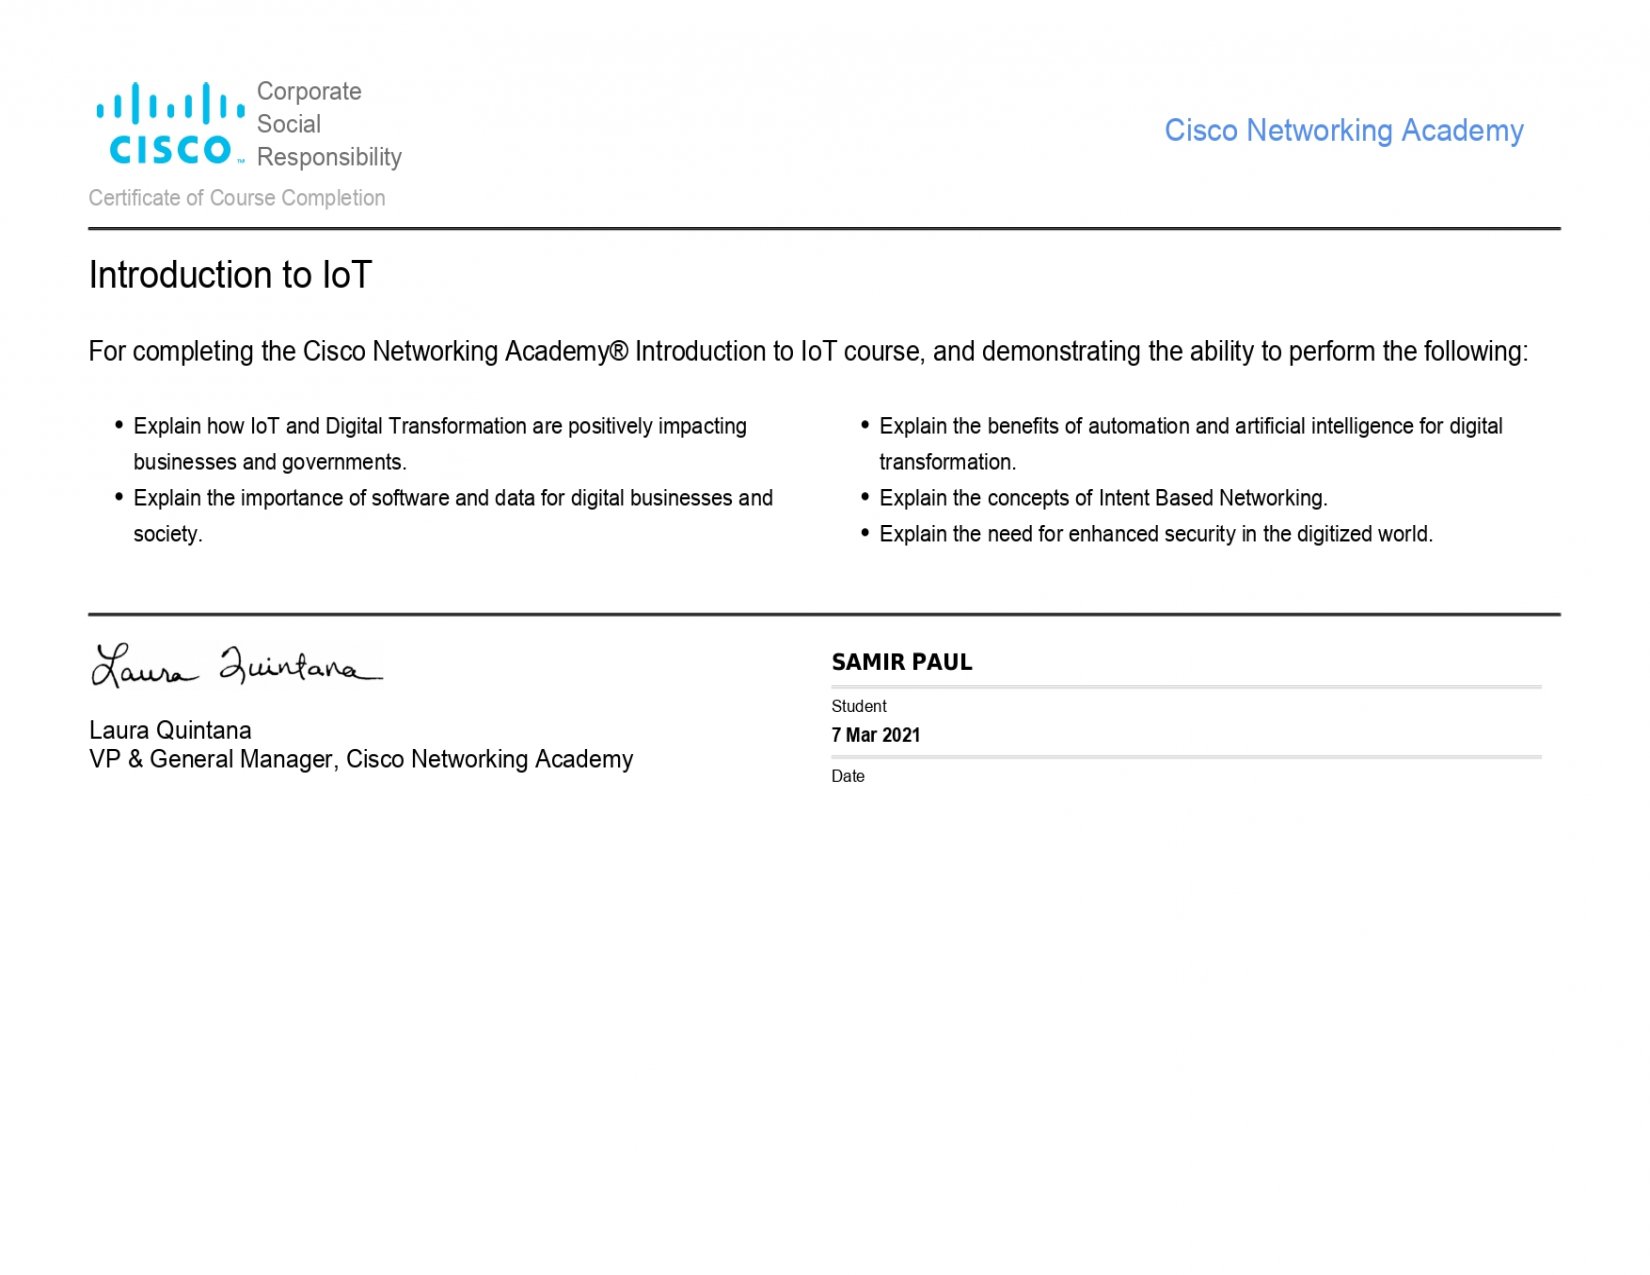 Corporate
Social
Responsibility
CISCO™
Certificate of Course Completion
Cisco Networking Academy
Introduction to IoT
For completing the Cisco Networking Academy® Introduction to IoT course, and demonstrating the ability to perform the following:
• Explain how IoT and Digital Transformation are positively impacting
businesses and governments.
• Explain the importance of software and data for digital businesses and
society.
• Explain the benefits of automation and artificial intelligence for digital
transformation.
• Explain the concepts of Intent Based Networking.
• Explain the need for enhanced security in the digitized world.
Laura Quintana
Laura Quintana
VP & General Manager, Cisco Networking Academy
SAMIR PAUL
Student
7 Mar 2021
Date